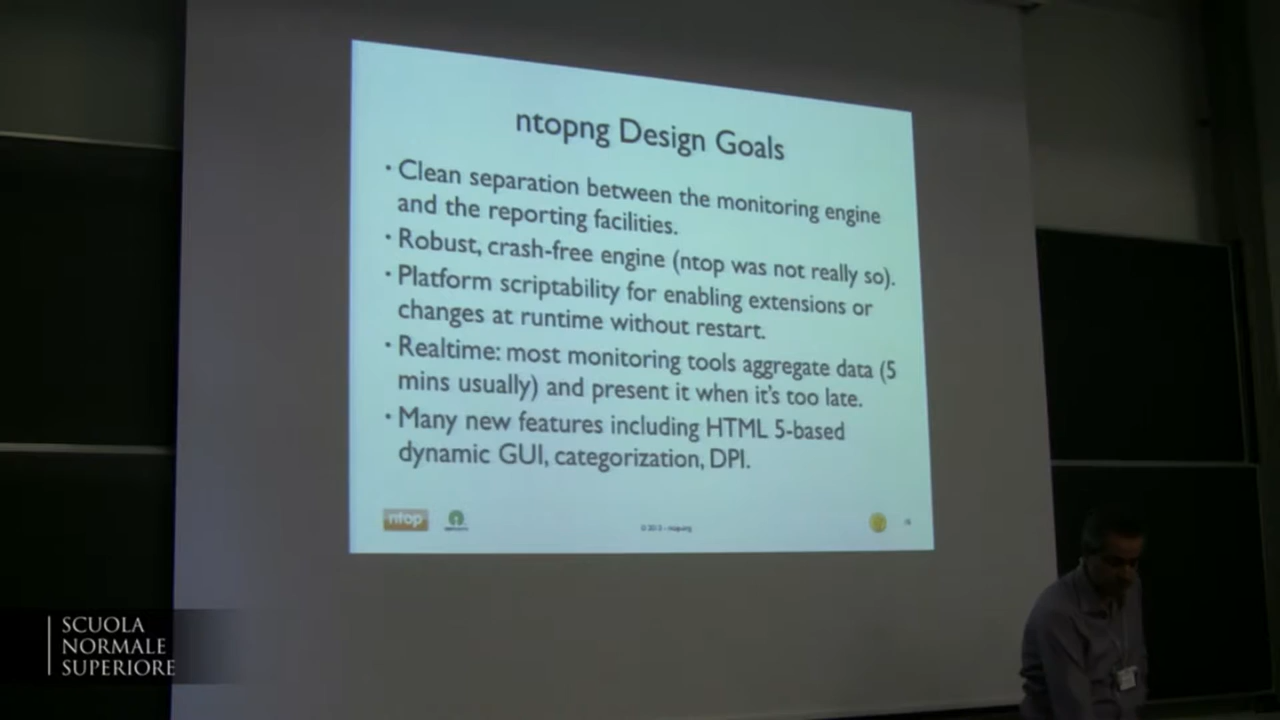 ntopng Design Goals
• Clean separation between the monitoring engine
and the reporting facilities.
• Robust, crash-free engine (ntop was not really so).
• Platform scriptability for enabling extensions or
changes at runtime without restart.
• Realtime: most monitoring tools aggregate data (5
mins usually) and present it when it's too late.
• Many new features including HTML 5-based
dynamic GUI, categorization, DPI.
ntop
SCUOLA
NORMALE
SUPERIORE